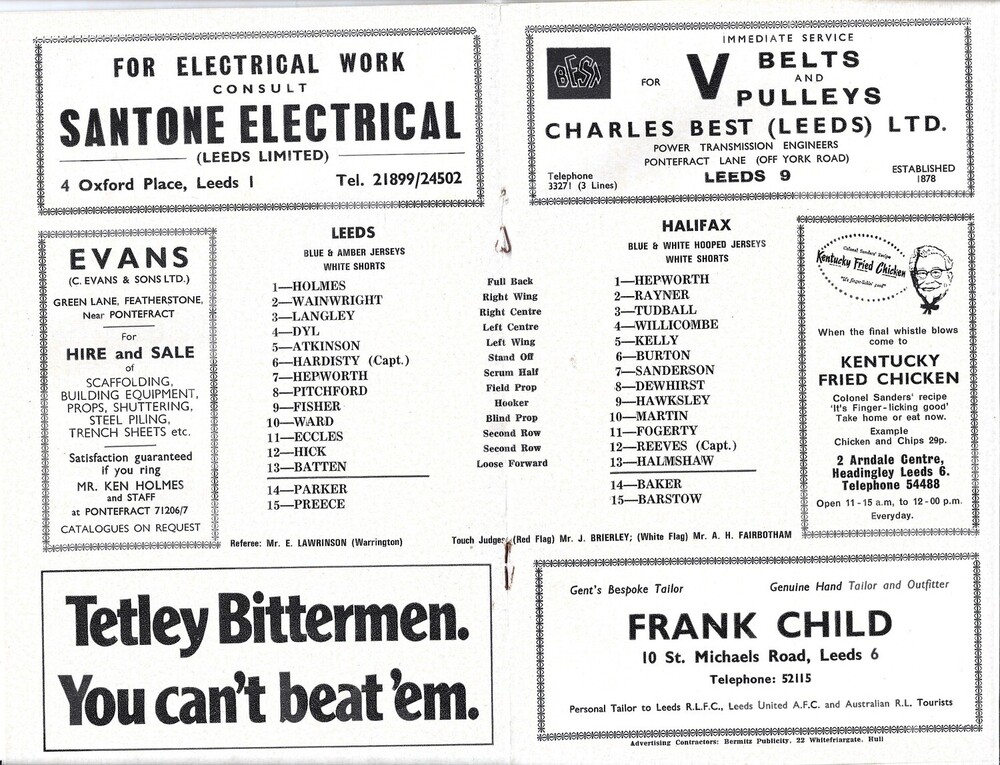 FOR ELECTRICAL WORK
CONSULT
SANTONE ELECTRICAL
(LEEDS LIMITED)
4 Oxford Place, Leeds 1 Tel. 21899/24502
BESA
IMMEDIATE SERVICE
FOR V BELTS
AND
PULLEYS
CHARLES BEST (LEEDS) LTD.
POWER TRANSMISSION ENGINEERS
PONTEFRACT LANE (OFF YORK ROAD)
Telephone
33271 (3 Lines)
LEEDS 9
ESTABLISHED
1878
EVANS
(C. EVANS & SONS LTD.)
GREEN LANE, FEATHERSTONE,
Near PONTEFRACT
For
HIRE and SALE
of
SCAFFOLDING,
BUILDING EQUIPMENT,
PROPS, SHUTTERING,
STEEL PILING,
TRENCH SHEETS etc.
Satisfaction guaranteed
if you ring
MR. KEN HOLMES
and STAFF
at PONTEFRACT 71206/7
CATALOGUES ON REQUEST
LEEDS
BLUE & AMBER JERSEYS
WHITE SHORTS
1—HOLMES
2—WAINWRIGHT
3—LANGLEY
4—DYL
5—ATKINSON
6—HARDISTY (Capt.)
7—HEPWORTH
8—PITCHFORD
9—FISHER
10—WARD
11—ECCLES
12—HICK
13—BATTEN
14—PARKER
15—PREECE
Full Back
Right Wing
Right Centre
Left Centre
Left Wing
Stand Off
Scrum Half
Field Prop
Hooker
Blind Prop
Second Row
Second Row
Loose Forward
HALIFAX
BLUE & WHITE HOOPED JERSEYS
WHITE SHORTS
1—HEPWORTH
2—RAYNER
3—TUDBALL
4—WILLICOMBE
5—KELLY
6—BURTON
7—SANDERSON
8—DEWHIRST
9—HAWKSLEY
10—MARTIN
11—FOGERTY
12—REEVES (Capt.)
13—HALMSHAW
14—BAKER
15—BARSTOW
Referee: Mr. E. LAWRINSON (Warrington) Touch Judges: (Red Flag) Mr. J. BRIERLEY; (White Flag) Mr. A. H. FAIRBOTHAM
Colonel Sanders' Recipe
Kentucky Fried Chicken
"It's finger-lickin' good"
When the final whistle blows
come to
KENTUCKY
FRIED CHICKEN
Colonel Sanders' recipe
'It's Finger-licking good'
Take home or eat now.
Example
Chicken and Chips 29p.
2 Arndale Centre,
Headingley Leeds 6.
Telephone 54488
Open 11-15 a.m, to 12-00 p.m.
Everyday.
Tetley Bittermen.
You can't beat 'em.
Gent's Bespoke Tailor Genuine Hand Tailor and Outfitter
FRANK CHILD
10 St. Michaels Road, Leeds 6
Telephone: 52115
Personal Tailor to Leeds R.L.F.C., Leeds United A.F.C. and Australian R.L. Tourists
Advertising Contractors: Bermitz Publicity, 22 Whitefriargate, Hull